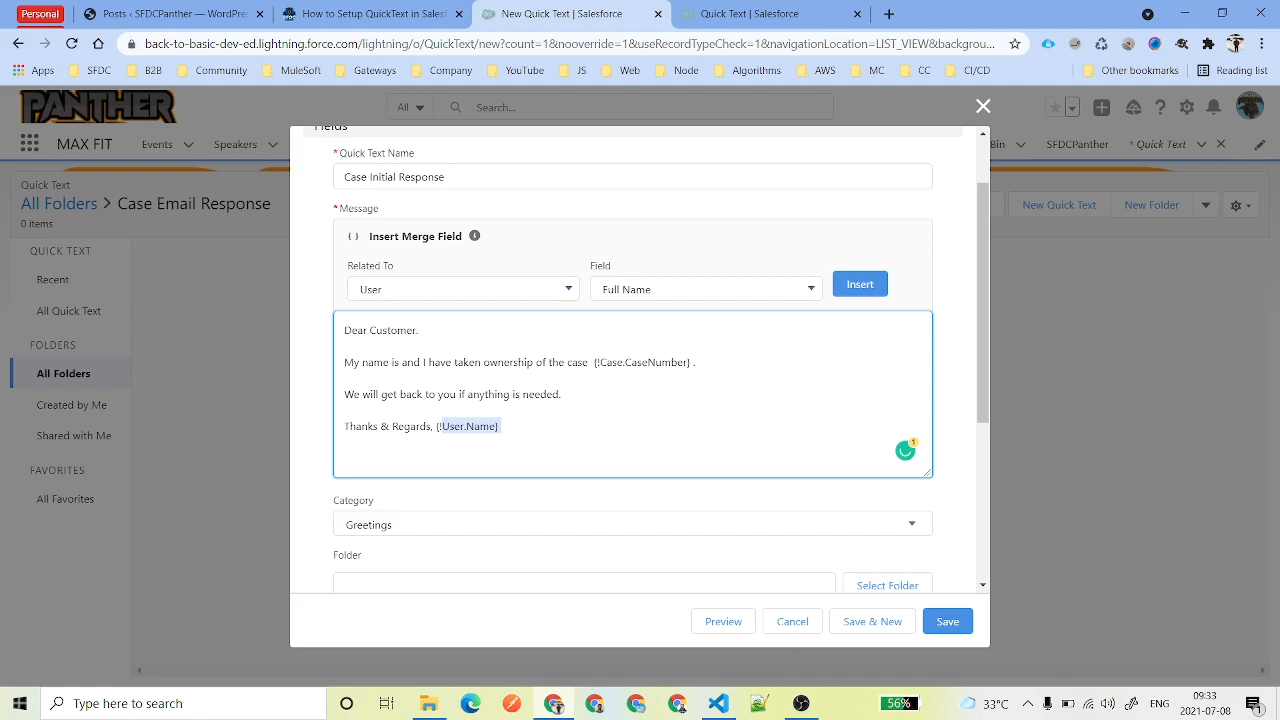 Personal
Posts ‹ SFDCPanther — WordPres
How to Setup Quick Text in Salesf
New Quick Text | Salesforce
Quick Text | Salesforce
back-to-basic-dev-ed.lightning.force.com/lightning/o/QuickText/new?count=1&nooverride=1&useRecordTypeCheck=1&navigationLocation=LIST_VIEW&backgrou...
Apps
SFDC
B2B
Community
MuleSoft
Gateways
Company
YouTube
JS
Web
Node
Algorithms
AWS
MC
CC
CI/CD
Other bookmarks
Reading list
PANTHER
All
Search...
MAX FIT
Events
Speakers
Bin
SFDCPanther
* Quick Text
Quick Text
All Folders > Case Email Response
0 items
New Quick Text
New Folder
QUICK TEXT
Recent
All Quick Text
FOLDERS
All Folders
Created by Me
Shared with Me
FAVORITES
All Favorites
Fields
* Quick Text Name
Case Initial Response
* Message
{ } Insert Merge Field
Related To
Field
User
Full Name
Insert
Dear Customer.
My name is and I have taken ownership of the case {!Case.CaseNumber} .
We will get back to you if anything is needed.
Thanks & Regards, {!User.Name}
1
Category
Greetings
Folder
Select Folder
Preview
Cancel
Save & New
Save
Type here to search
56%
33°C
ENG
09:33
2021-07-08